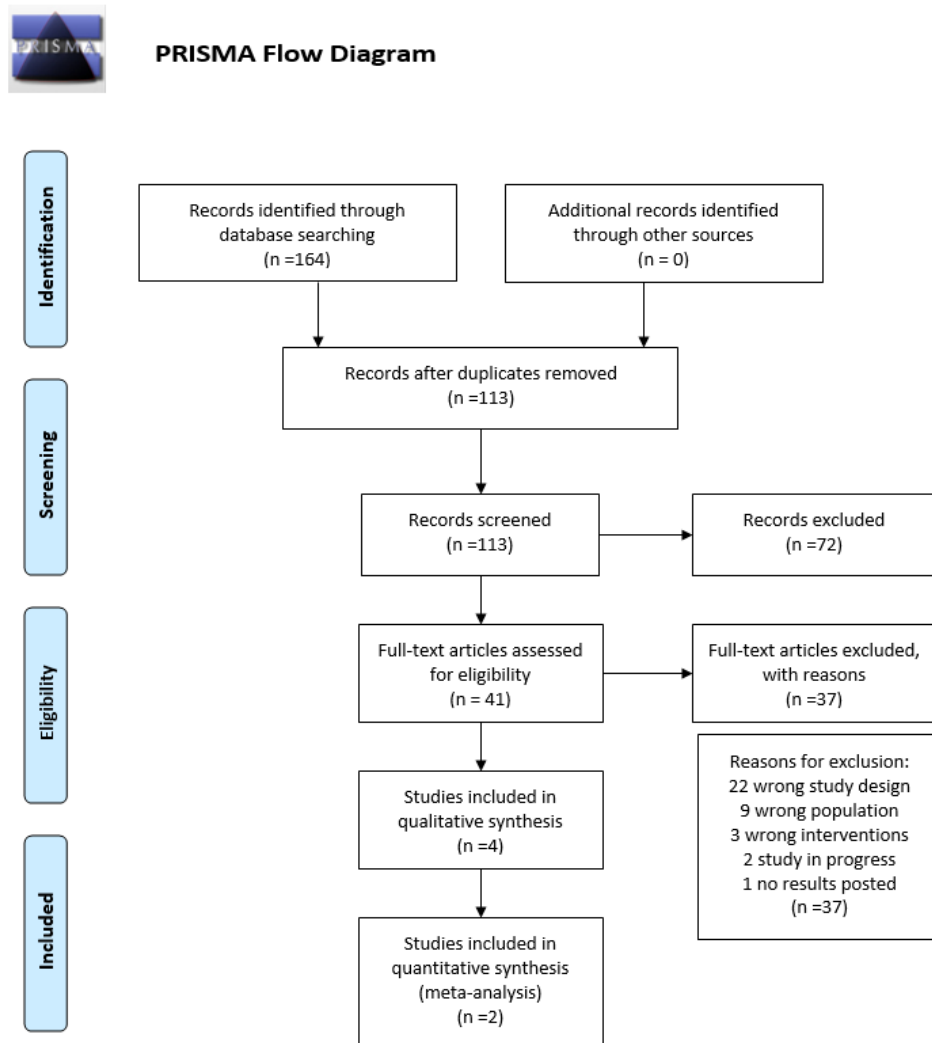 PRISMA
PRISMA Flow Diagram
Identification
Records identified through
database searching
(n =164)
Additional records identified
through other sources
(n = 0)
Records after duplicates removed
(n =113)
Screening
Records screened
(n =113)
Records excluded
(n =72)
Eligibility
Full-text articles assessed
for eligibility
(n = 41)
Full-text articles excluded,
with reasons
(n =37)
Reasons for exclusion:
22 wrong study design
9 wrong population
3 wrong interventions
2 study in progress
1 no results posted
(n =37)
Studies included in
qualitative synthesis
(n =4)
Included
Studies included in
quantitative synthesis
(meta-analysis)
(n =2)